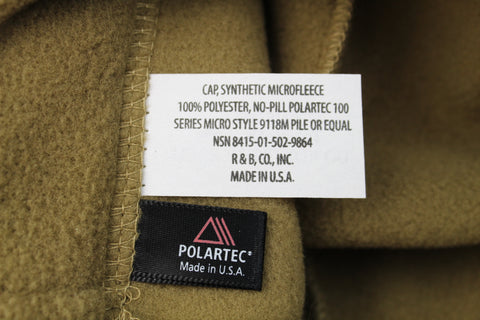 CAP, SYNTHETIC MICROFLEECE
100% POLYESTER, NO-PILL POLARTEC 100
SERIES MICRO STYLE 9118M PILE OR EQUAL
NSN 8415-01-502-9864
R & B, CO., INC.
MADE IN U.S.A.
POLARTEC®
Made in U.S.A.